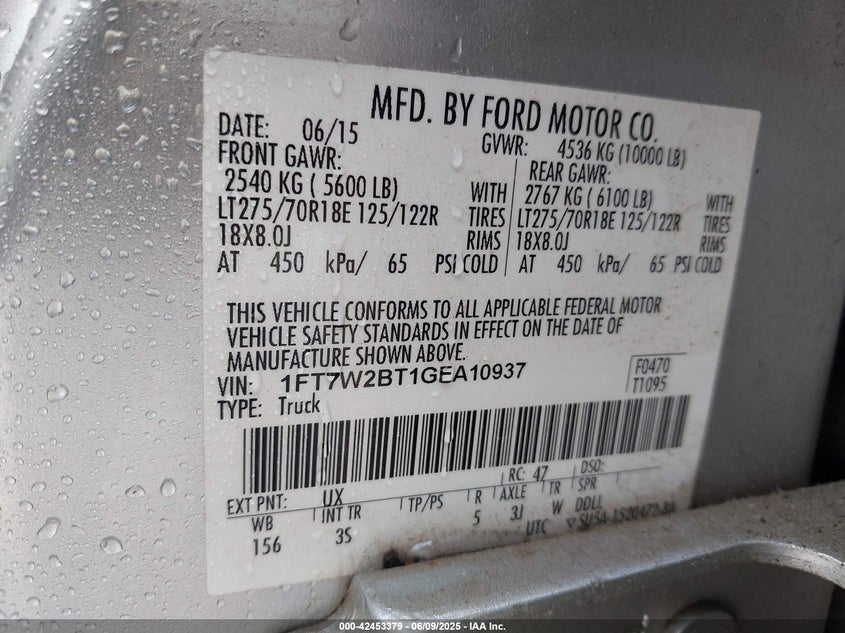 MFD. BY FORD MOTOR CO.
DATE: 06/15 GVWR: 4536 KG (10000 LB)
FRONT GAWR: REAR GAWR:
2540 KG ( 5600 LB) WITH 2767 KG ( 6100 LB) WITH
LT275/70R18E 125/122R TIRES LT275/70R18E 125/122R TIRES
18X8.0J RIMS 18X8.0J RIMS
AT 450 kPa/ 65 PSI COLD AT 450 kPa/ 65 PSI COLD
THIS VEHICLE CONFORMS TO ALL APPLICABLE FEDERAL MOTOR
VEHICLE SAFETY STANDARDS IN EFFECT ON THE DATE OF
MANUFACTURE SHOWN ABOVE.
VIN: 1FT7W2BT1GEA10937 F0470
TYPE: Truck T1095
RC: 47 DSO:
EXT PNT: UX
WB INT TR TP/PS R AXLE TR SPR
156 3S 5 3J W DDLL
UTC
000-42453379 | 06/09/2025 - IAA Inc.